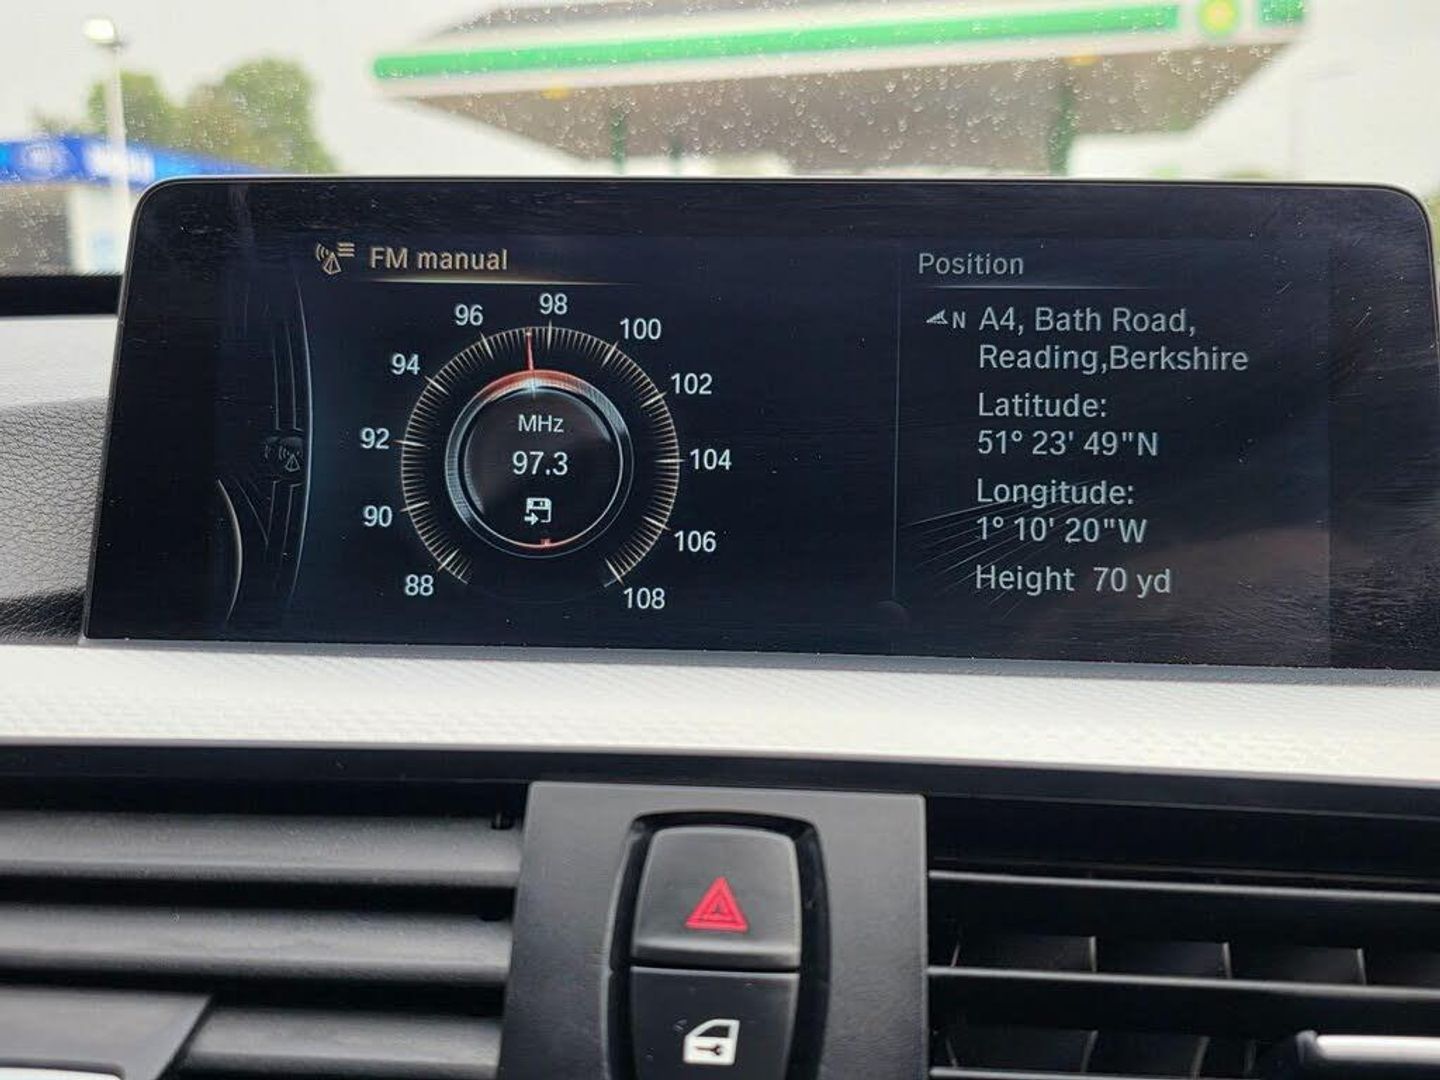 FM manual
96
98
100
94
102
92
104
90
106
88
108
MHz
97.3
Position
N A4, Bath Road,
Reading,Berkshire
Latitude:
51° 23' 49"N
Longitude:
1° 10' 20"W
Height 70 yd